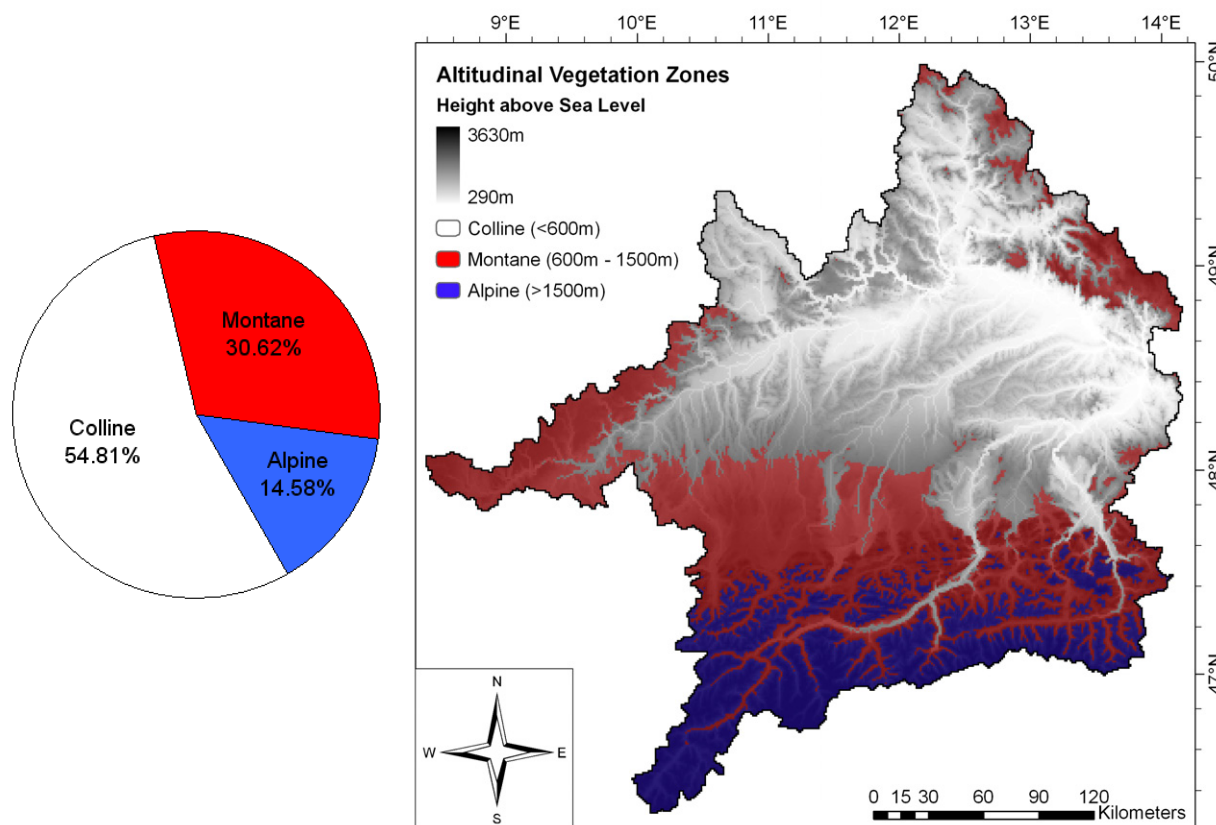 Montane
30.62%
Colline
54.81%
Alpine
14.58%
9°E 10°E 11°E 12°E 13°E 14°E
50°N
49°N
48°N
47°N
Altitudinal Vegetation Zones
Height above Sea Level
3630m
290m
Colline (<600m)
Montane (600m - 1500m)
Alpine (>1500m)
N
W E
S
0 15 30 60 90 120
Kilometers